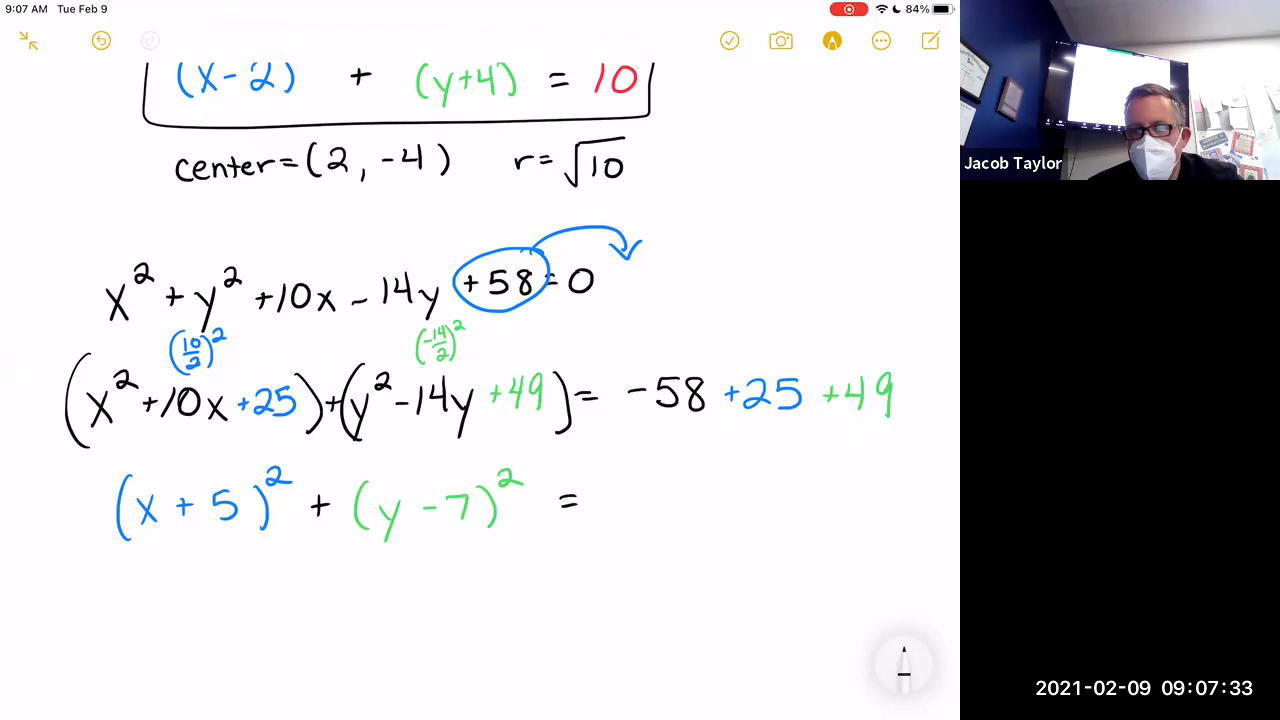 9:07 AM Tue Feb 9 84%
(x-2) + (y+4) = 10
center = (2, -4) r = √10
x² + y² + 10x - 14y + 58 = 0
(10/2)² (-14/2)²
(x² + 10x + 25) + (y² - 14y + 49) = -58 + 25 + 49
(x + 5)² + (y - 7)² =
Jacob Taylor
2021-02-09 09:07:33